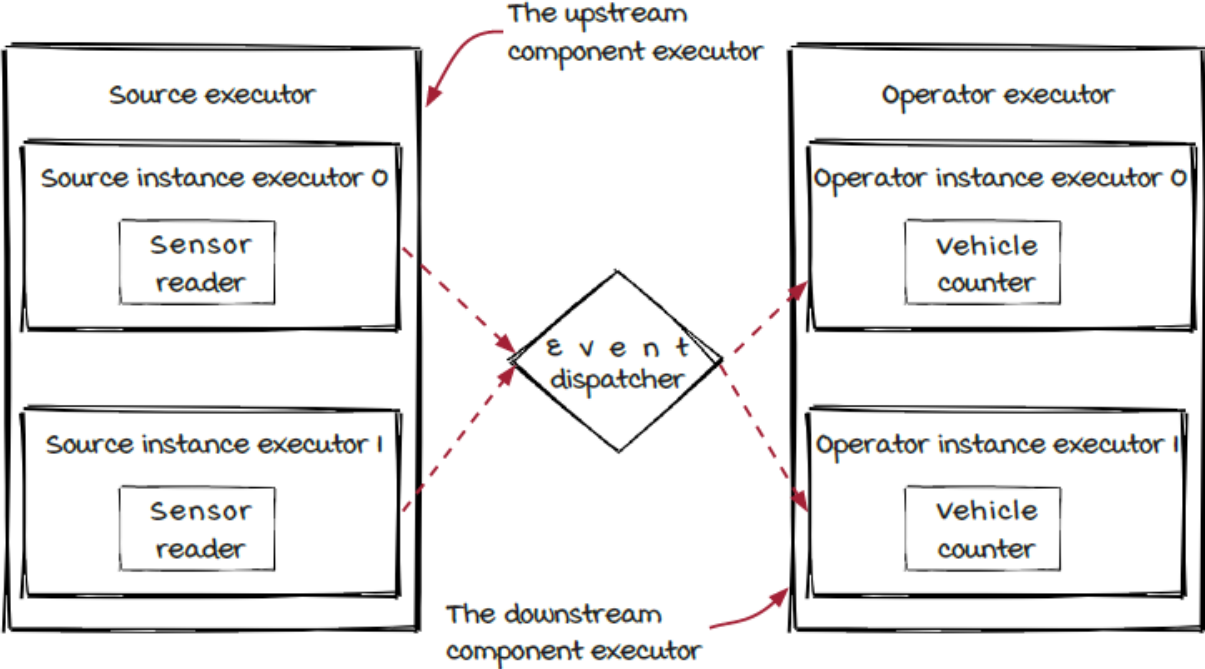 The upstream
component executor
Source executor
Source instance executor 0
Sensor
reader
Source instance executor 1
Sensor
reader
Event
dispatcher
Operator executor
Operator instance executor 0
Vehicle
counter
Operator instance executor 1
Vehicle
counter
The downstream
component executor